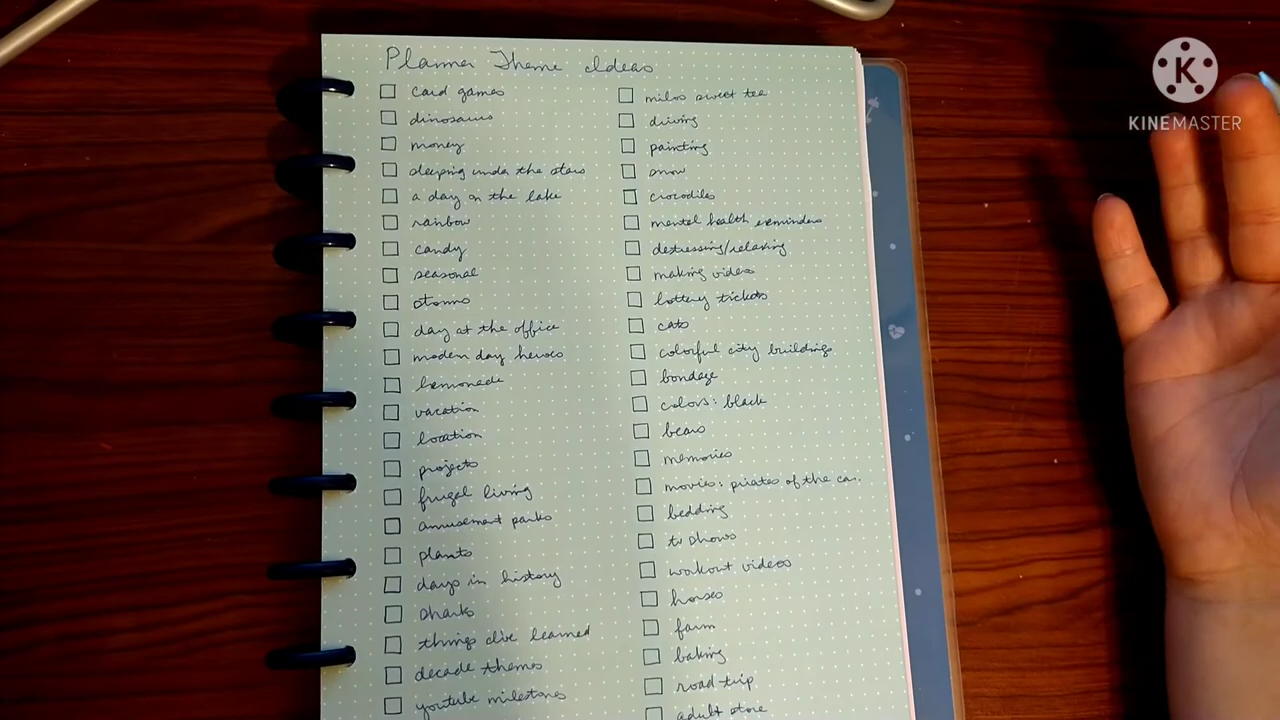 Planner Theme Ideas
card games
dinosaurs
money
sleeping under the stars
a day on the lake
rainbow
candy
seasonal
storms
day at the office
modern day heroes
lemonade
vacation
location
projects
frugal living
amusement parks
plants
days in history
sharks
things I've learned
decade themes
youtube milestones
milos sweet tea
driving
painting
snow
crocodiles
mental health reminders
destressing/relaxing
making videos
lottery tickets
cats
colorful city buildings
bondage
colors: black
bears
memories
movies: pirates of the car.
bedding
tv shows
workout videos
horses
farm
baking
road trip
adult store
K
KINEMASTER